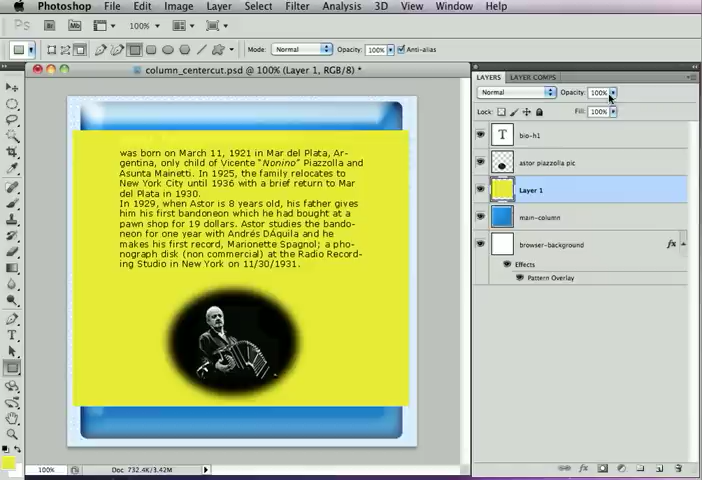 Photoshop File Edit Image Layer Select Filter Analysis 3D View Window Help
Ps Br Mb 100%
Mode: Normal Opacity: 100% Anti-alias
column_centercut.psd @ 100% (Layer 1, RGB/8) *
was born on March 11, 1921 in Mar del Plata, Ar-
gentina, only child of Vicente "Nonino" Piazzolla and
Asunta Mainetti. In 1925, the family relocates to
New York City until 1936 with a brief return to Mar
del Plata in 1930.
In 1929, when Astor is 8 years old, his father gives
him his first bandoneon which he had bought at a
pawn shop for 19 dollars. Astor studies the bando-
neon for one year with Andrés DAquila and he
makes his first record, Marionette Spagnol; a pho-
nograph disk (non commercial) at the Radio Record-
ing Studio in New York on 11/30/1931.
100% Doc: 732.4K/3.42M
LAYERS LAYER COMPS
Normal Opacity: 100%
Lock: Fill: 100%
T bio-h1
astor piazzolla pic
Layer 1
main-column
browser-background fx
Effects
Pattern Overlay
fx